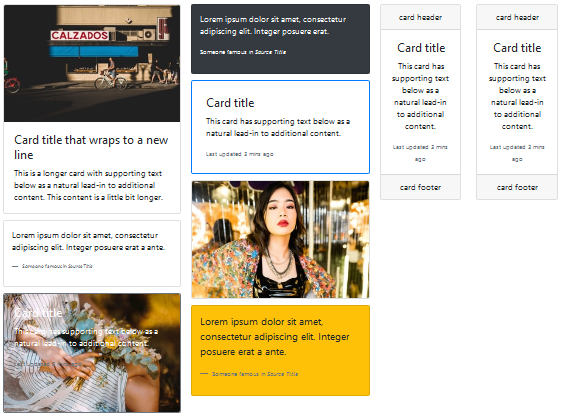 CALZADOS
Card title that wraps to a new
line
This is a longer card with supporting text
below as a natural lead-in to additional
content. This content is a little bit longer.
Lorem ipsum dolor sit amet, consectetur
adipiscing elit. Integer posuere erat a ante.
— Someone famous in Source Title
Card title
This card has supporting text below as a
natural lead-in to additional content.
Lorem ipsum dolor sit amet, consectetur
adipiscing elit. Integer posuere erat.
Someone famous in Source Title
Card title
This card has supporting text below as a
natural lead-in to additional content.
Last updated 3 mins ago
Lorem ipsum dolor sit amet,
consectetur adipiscing elit. Integer
posuere erat a ante.
— Someone famous in Source Title
card header
Card title
This card has
supporting text
below as a
natural lead-in
to additional
content.
Last updated 3 mins
ago
card footer
card header
Card title
This card has
supporting text
below as a
natural lead-in
to additional
content.
Last updated 3 mins
ago
card footer